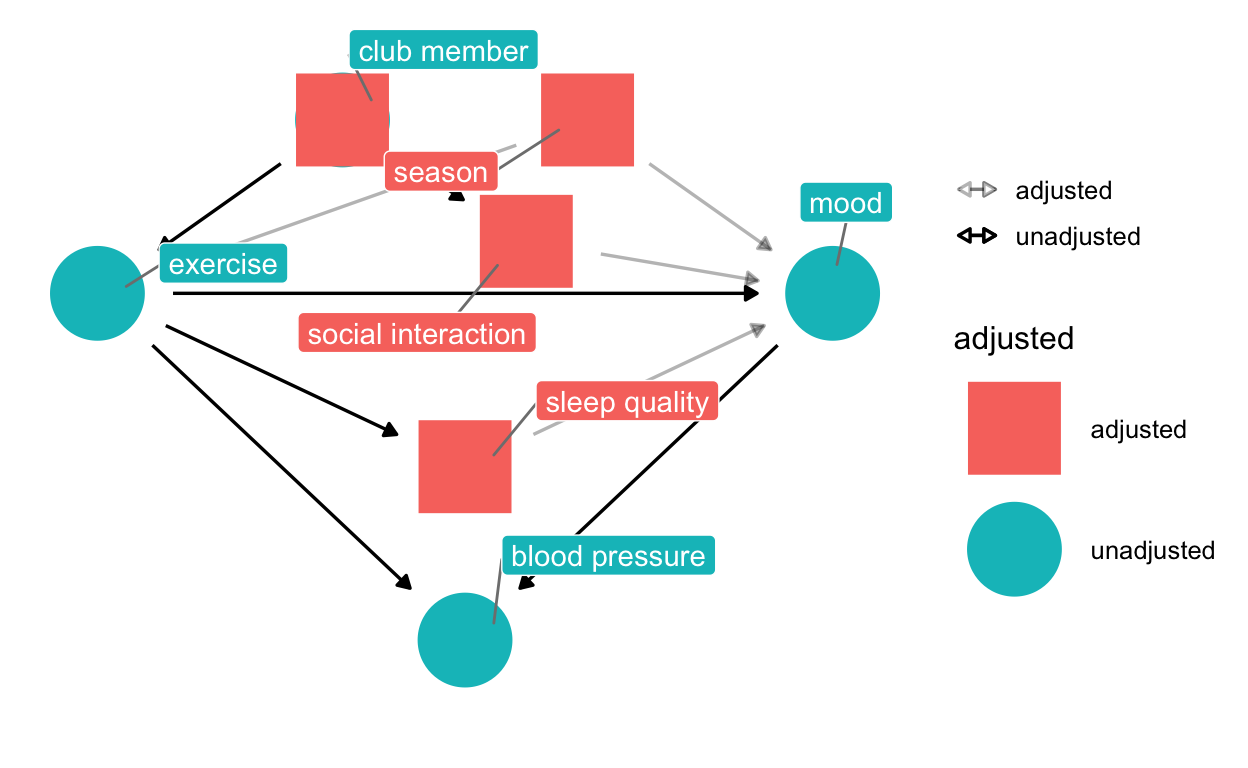 club member
season
mood
exercise
social interaction
sleep quality
blood pressure
adjusted
unadjusted
adjusted
adjusted
unadjusted